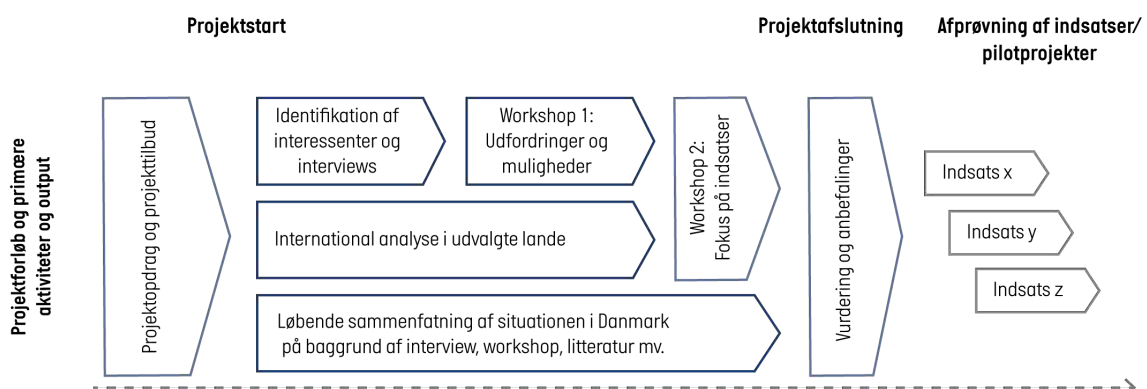 Projektstart
Projektafslutning
Afprøvning af indsatser/
pilotprojekter
Projektforløb og primære
aktiviteter og output
Projektopdrag og projekttilbud
Identifikation af
interessenter og
interviews
Workshop 1:
Udfordringer og
muligheder
International analyse i udvalgte lande
Løbende sammenfatning af situationen i Danmark
på baggrund af interview, workshop, litteratur mv.
Workshop 2:
Fokus på indsatser
Vurdering og anbefalinger
Indsats x
Indsats y
Indsats z